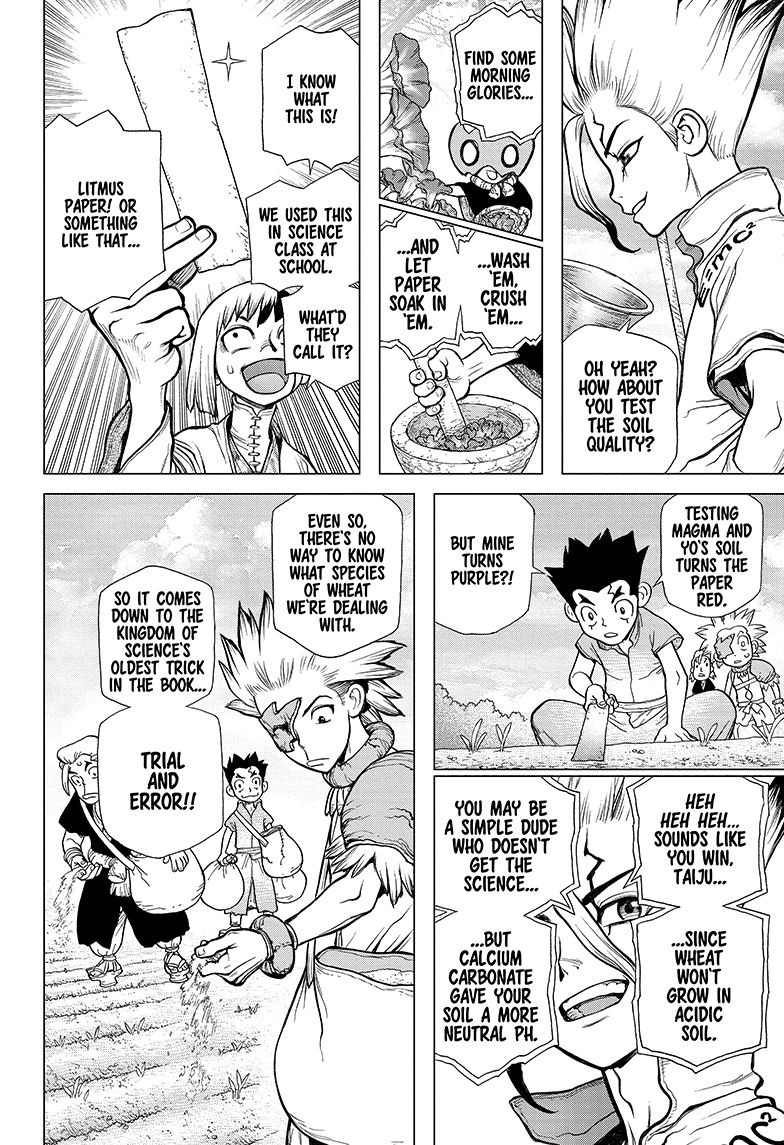 OH YEAH?
HOW ABOUT
YOU TEST
THE SOIL
QUALITY?
E=mc²
FIND SOME
MORNING
GLORIES...
...WASH
'EM,
CRUSH
'EM...
...AND
LET
PAPER
SOAK IN
'EM.
I KNOW
WHAT
THIS IS!
WE USED THIS
IN SCIENCE
CLASS AT
SCHOOL.
WHAT'D
THEY
CALL IT?
LITMUS
PAPER! OR
SOMETHING
LIKE THAT...
TESTING
MAGMA AND
YO'S SOIL
TURNS THE
PAPER
RED.
BUT MINE
TURNS
PURPLE?!
HEH
HEH HEH...
SOUNDS LIKE
YOU WIN,
TAIJU...
...SINCE
WHEAT
WON'T
GROW IN
ACIDIC
SOIL.
YOU MAY BE
A SIMPLE DUDE
WHO DOESN'T
GET THE
SCIENCE...
...BUT
CALCIUM
CARBONATE
GAVE YOUR
SOIL A MORE
NEUTRAL PH.
EVEN SO,
THERE'S NO
WAY TO KNOW
WHAT SPECIES
OF WHEAT
WE'RE DEALING
WITH.
SO IT COMES
DOWN TO THE
KINGDOM OF
SCIENCE'S
OLDEST TRICK
IN THE BOOK...
TRIAL
AND
ERROR!!